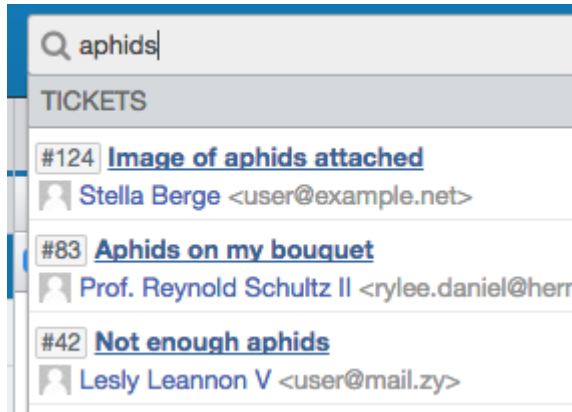 aphids
TICKETS
#124 Image of aphids attached
Stella Berge <user@example.net>
#83 Aphids on my bouquet
Prof. Reynold Schultz II <rylee.daniel@herr
#42 Not enough aphids
Lesly Leannon V <user@mail.zy>